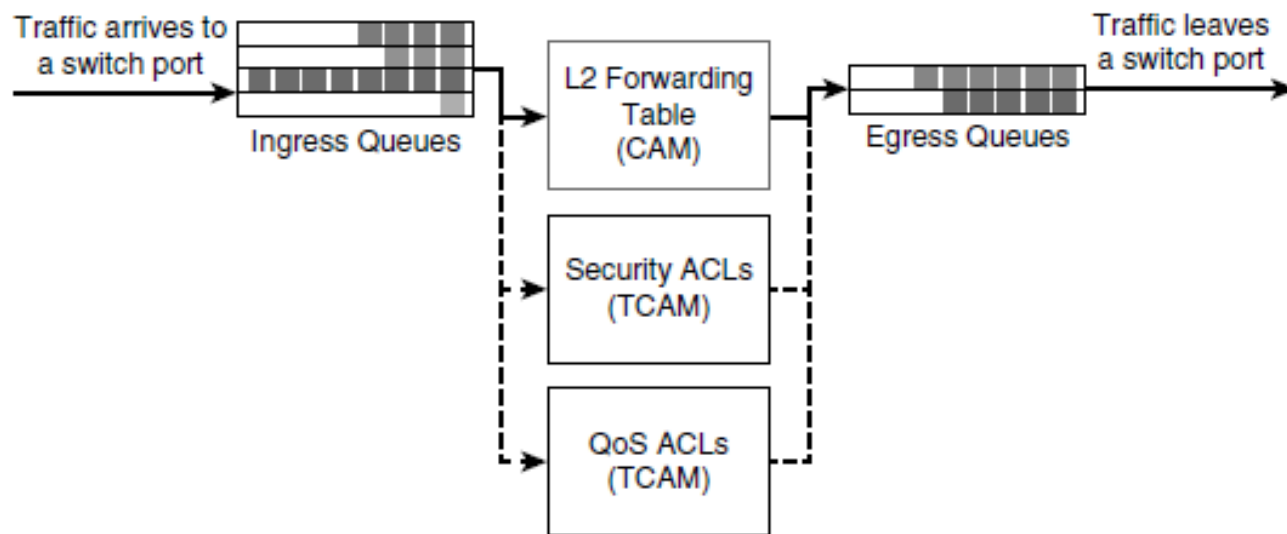 Traffic arrives to
a switch port
Ingress Queues
L2 Forwarding
Table
(CAM)
Security ACLs
(TCAM)
QoS ACLs
(TCAM)
Egress Queues
Traffic leaves
a switch port